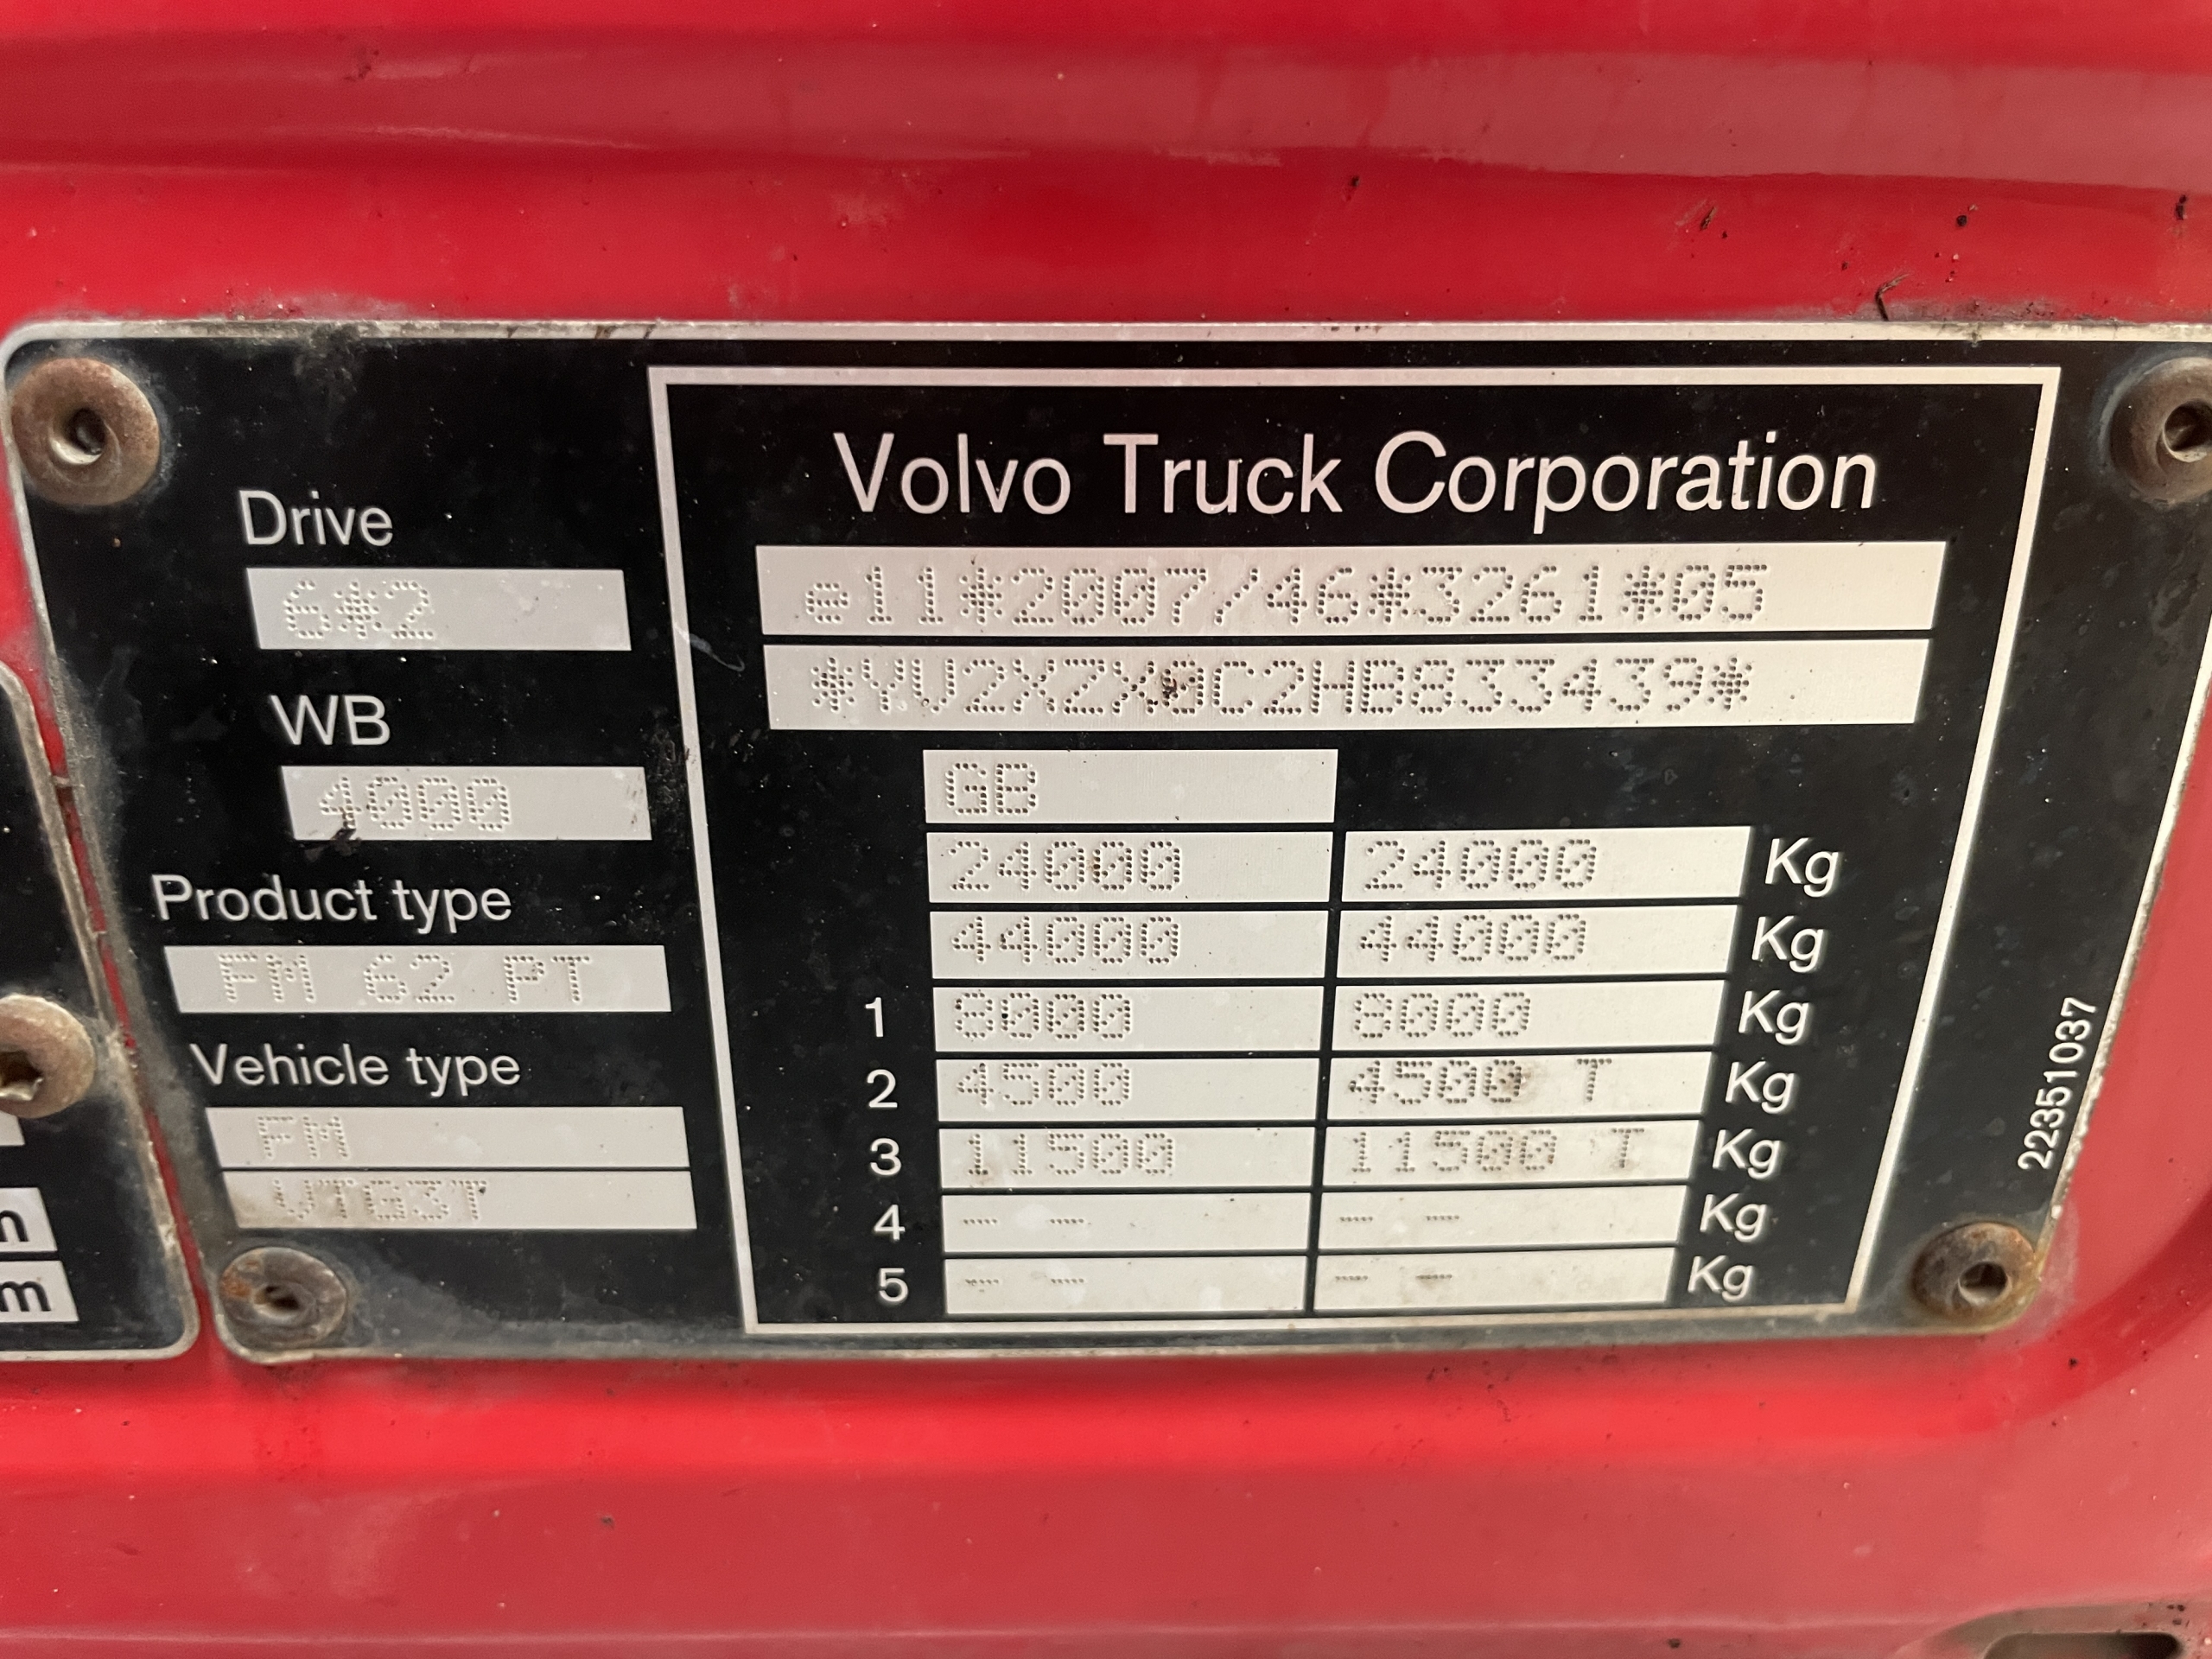 Drive
6*2
WB
4000
Product type
FM 62 PT
Vehicle type
FM
VTG3T
Volvo Truck Corporation
e11*2007/46*3261*05
*YV2XZX0C2HB833439*
GB
24000 24000 Kg
44000 44000 Kg
1 8000 8000 Kg
2 4500 4500 T Kg
3 11500 11500 T Kg
4 -- -- -- -- Kg
5 -- -- -- -- Kg
22351037
m